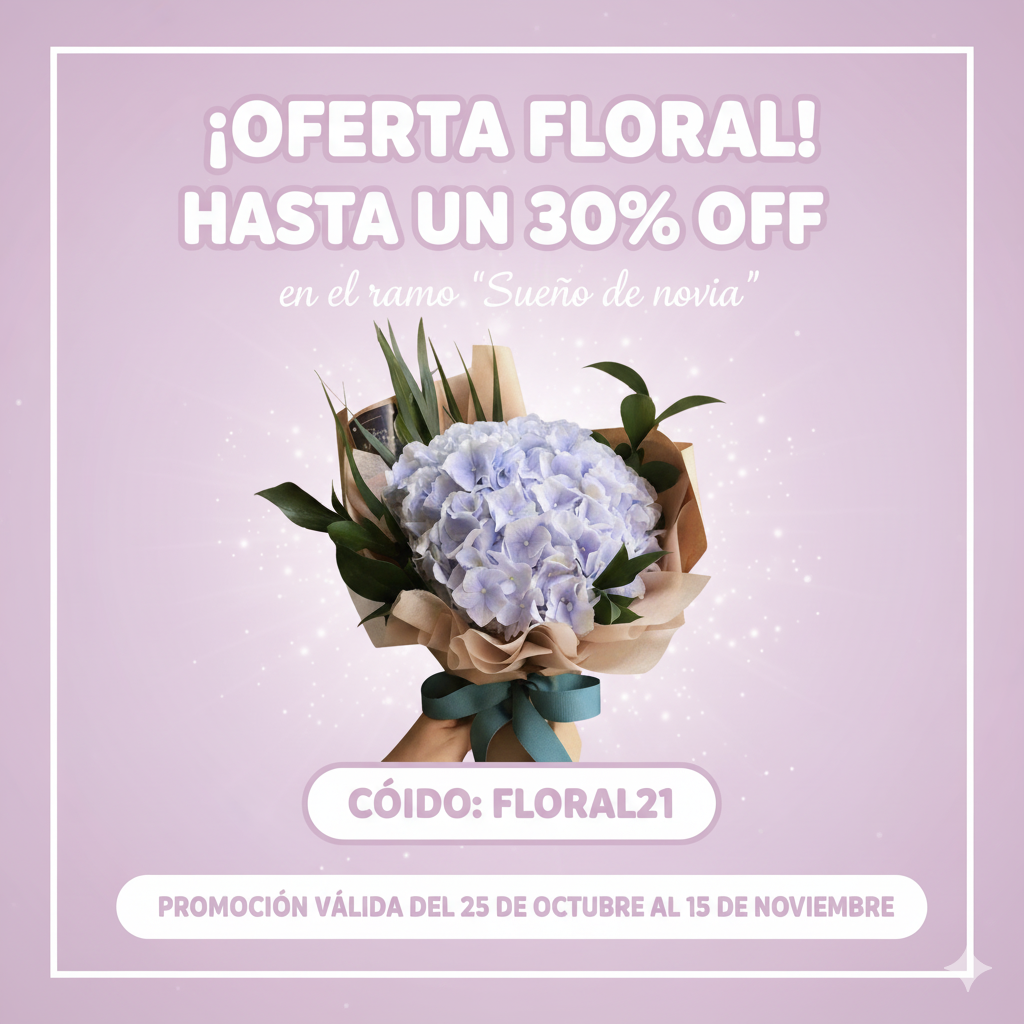 ¡OFERTA FLORAL!
HASTA UN 30% OFF
en el ramo "Sueño de novia"
CÓIDO: FLORAL21
PROMOCIÓN VÁLIDA DEL 25 DE OCTUBRE AL 15 DE NOVIEMBRE